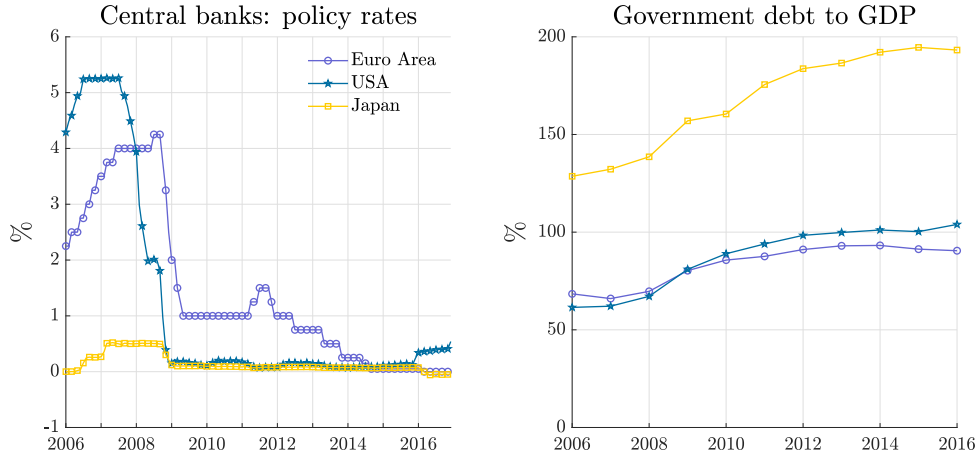 Central banks: policy rates
6
5
4
3
2
1
0
-1
%
Euro Area
USA
Japan
2006 2008 2010 2012 2014 2016
Government debt to GDP
200
150
100
50
0
%
2006 2008 2010 2012 2014 2016